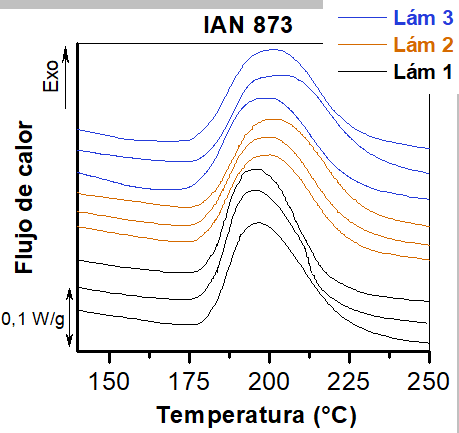 IAN 873
Lám 3
Lám 2
Lám 1
Exo
Flujo de calor
0,1 W/g
150 175 200 225 250
Temperatura (°C)